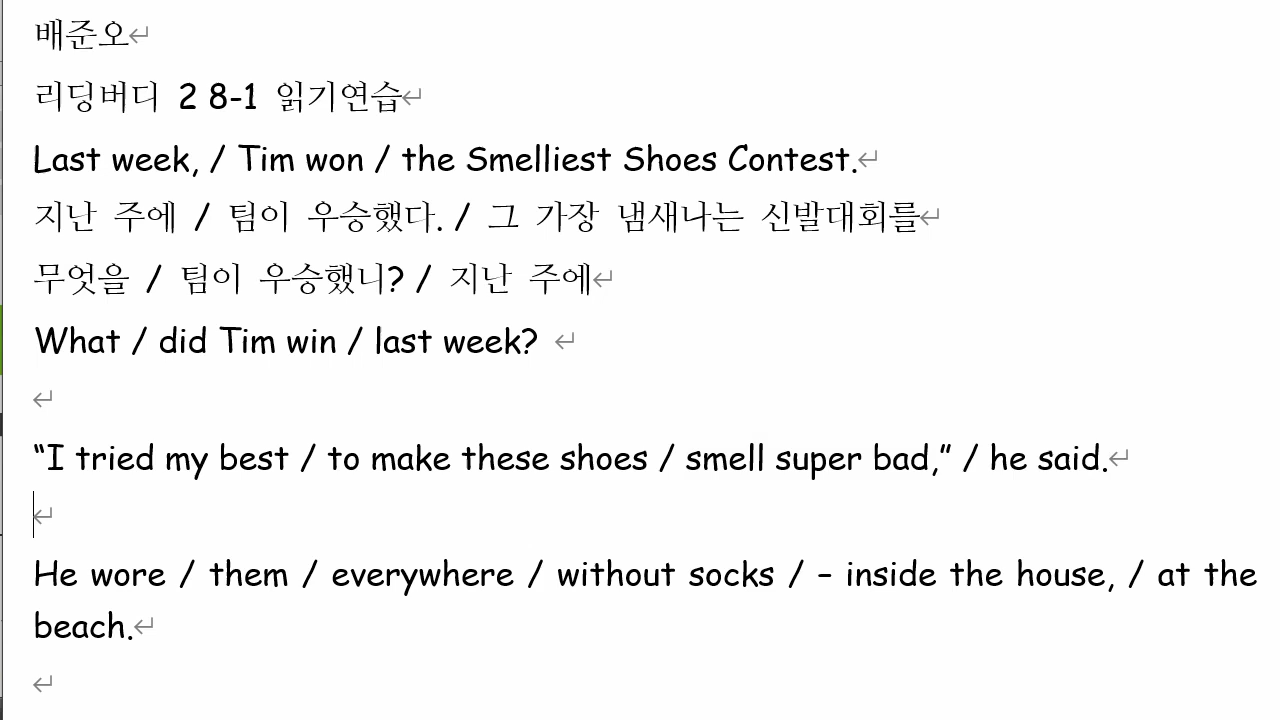 배준오
리딩버디 2 8-1 읽기연습
Last week, / Tim won / the Smelliest Shoes Contest.
지난 주에 / 팀이 우승했다. / 그 가장 냄새나는 신발대회를
무엇을 / 팀이 우승했니? / 지난 주에
What / did Tim win / last week?
“I tried my best / to make these shoes / smell super bad,” / he said.
He wore / them / everywhere / without socks / – inside the house, / at the
beach.